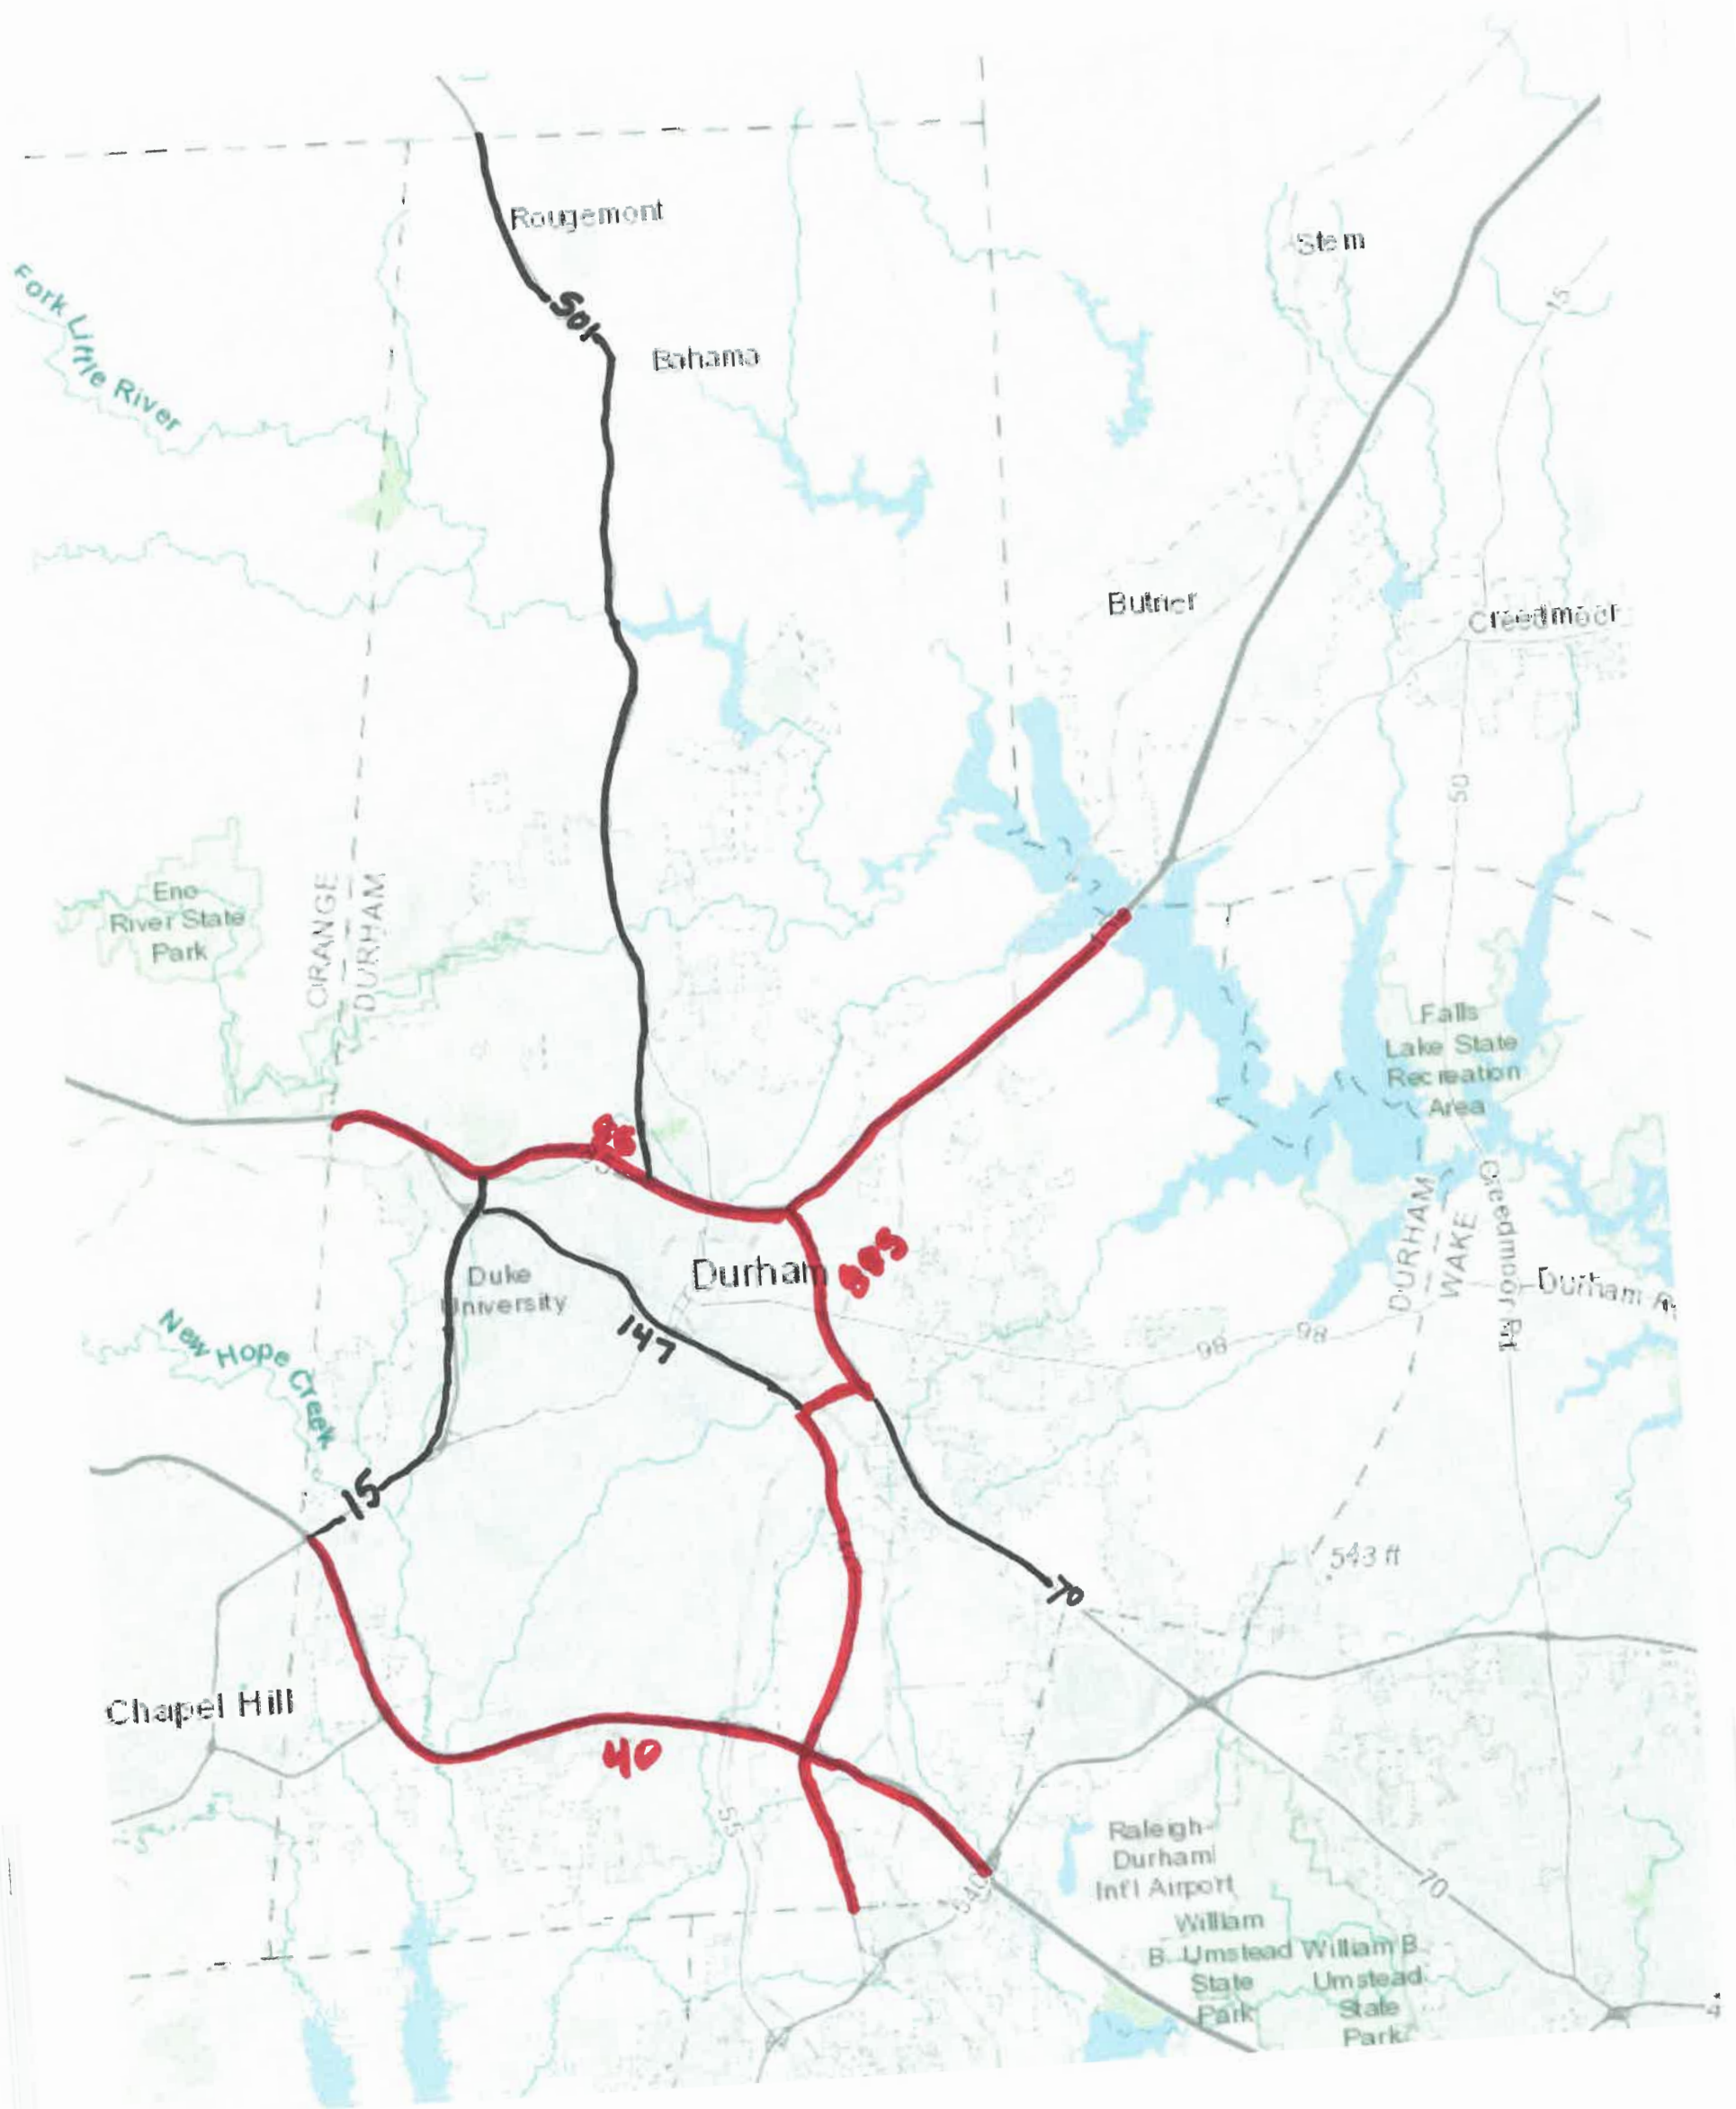 Rougemont
Stem
15
Fork Little River
501
Bahama
Butner
Creedmoor
50
Eno
River State
Park
ORANGE
DURHAM
Falls
Lake State
Recreation
Area
85
Durham
885
DURHAM
WAKE
Creedmoor Rd
Durham
Duke
University
New Hope Creek
147
98
98
15
543 ft
70
Chapel Hill
40
55
Raleigh-
Durham
Int'l Airport
540
70
William
B. Umstead
State
Park
William B.
Umstead
State
Park